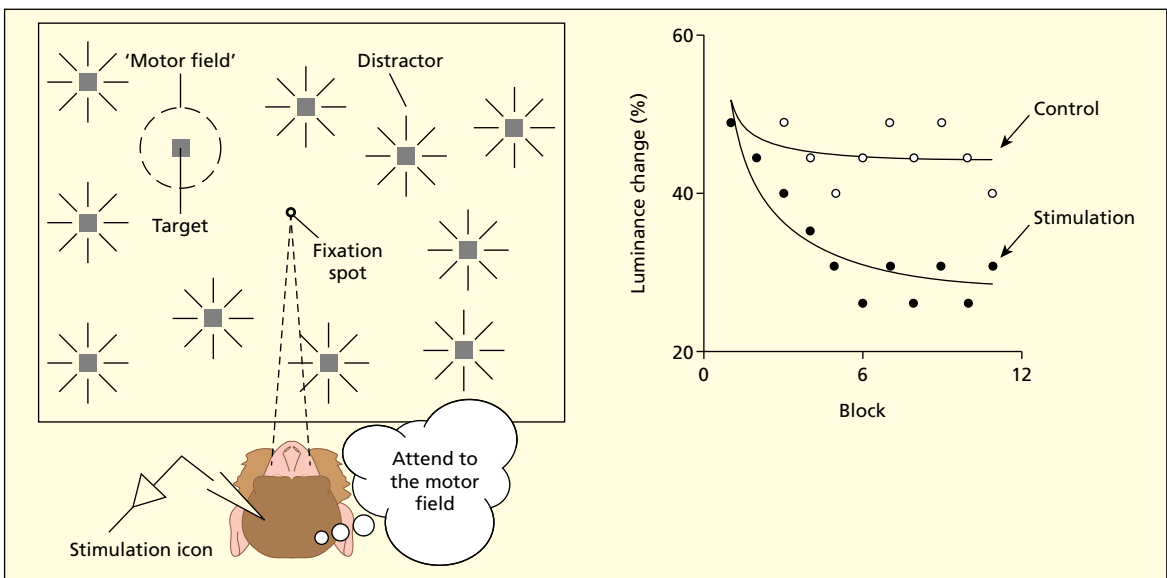 'Motor field'
Distractor
Target
Fixation
spot
Attend to
the motor
field
Stimulation icon
60
40
20
Luminance change (%)
Control
Stimulation
0
6
12
Block